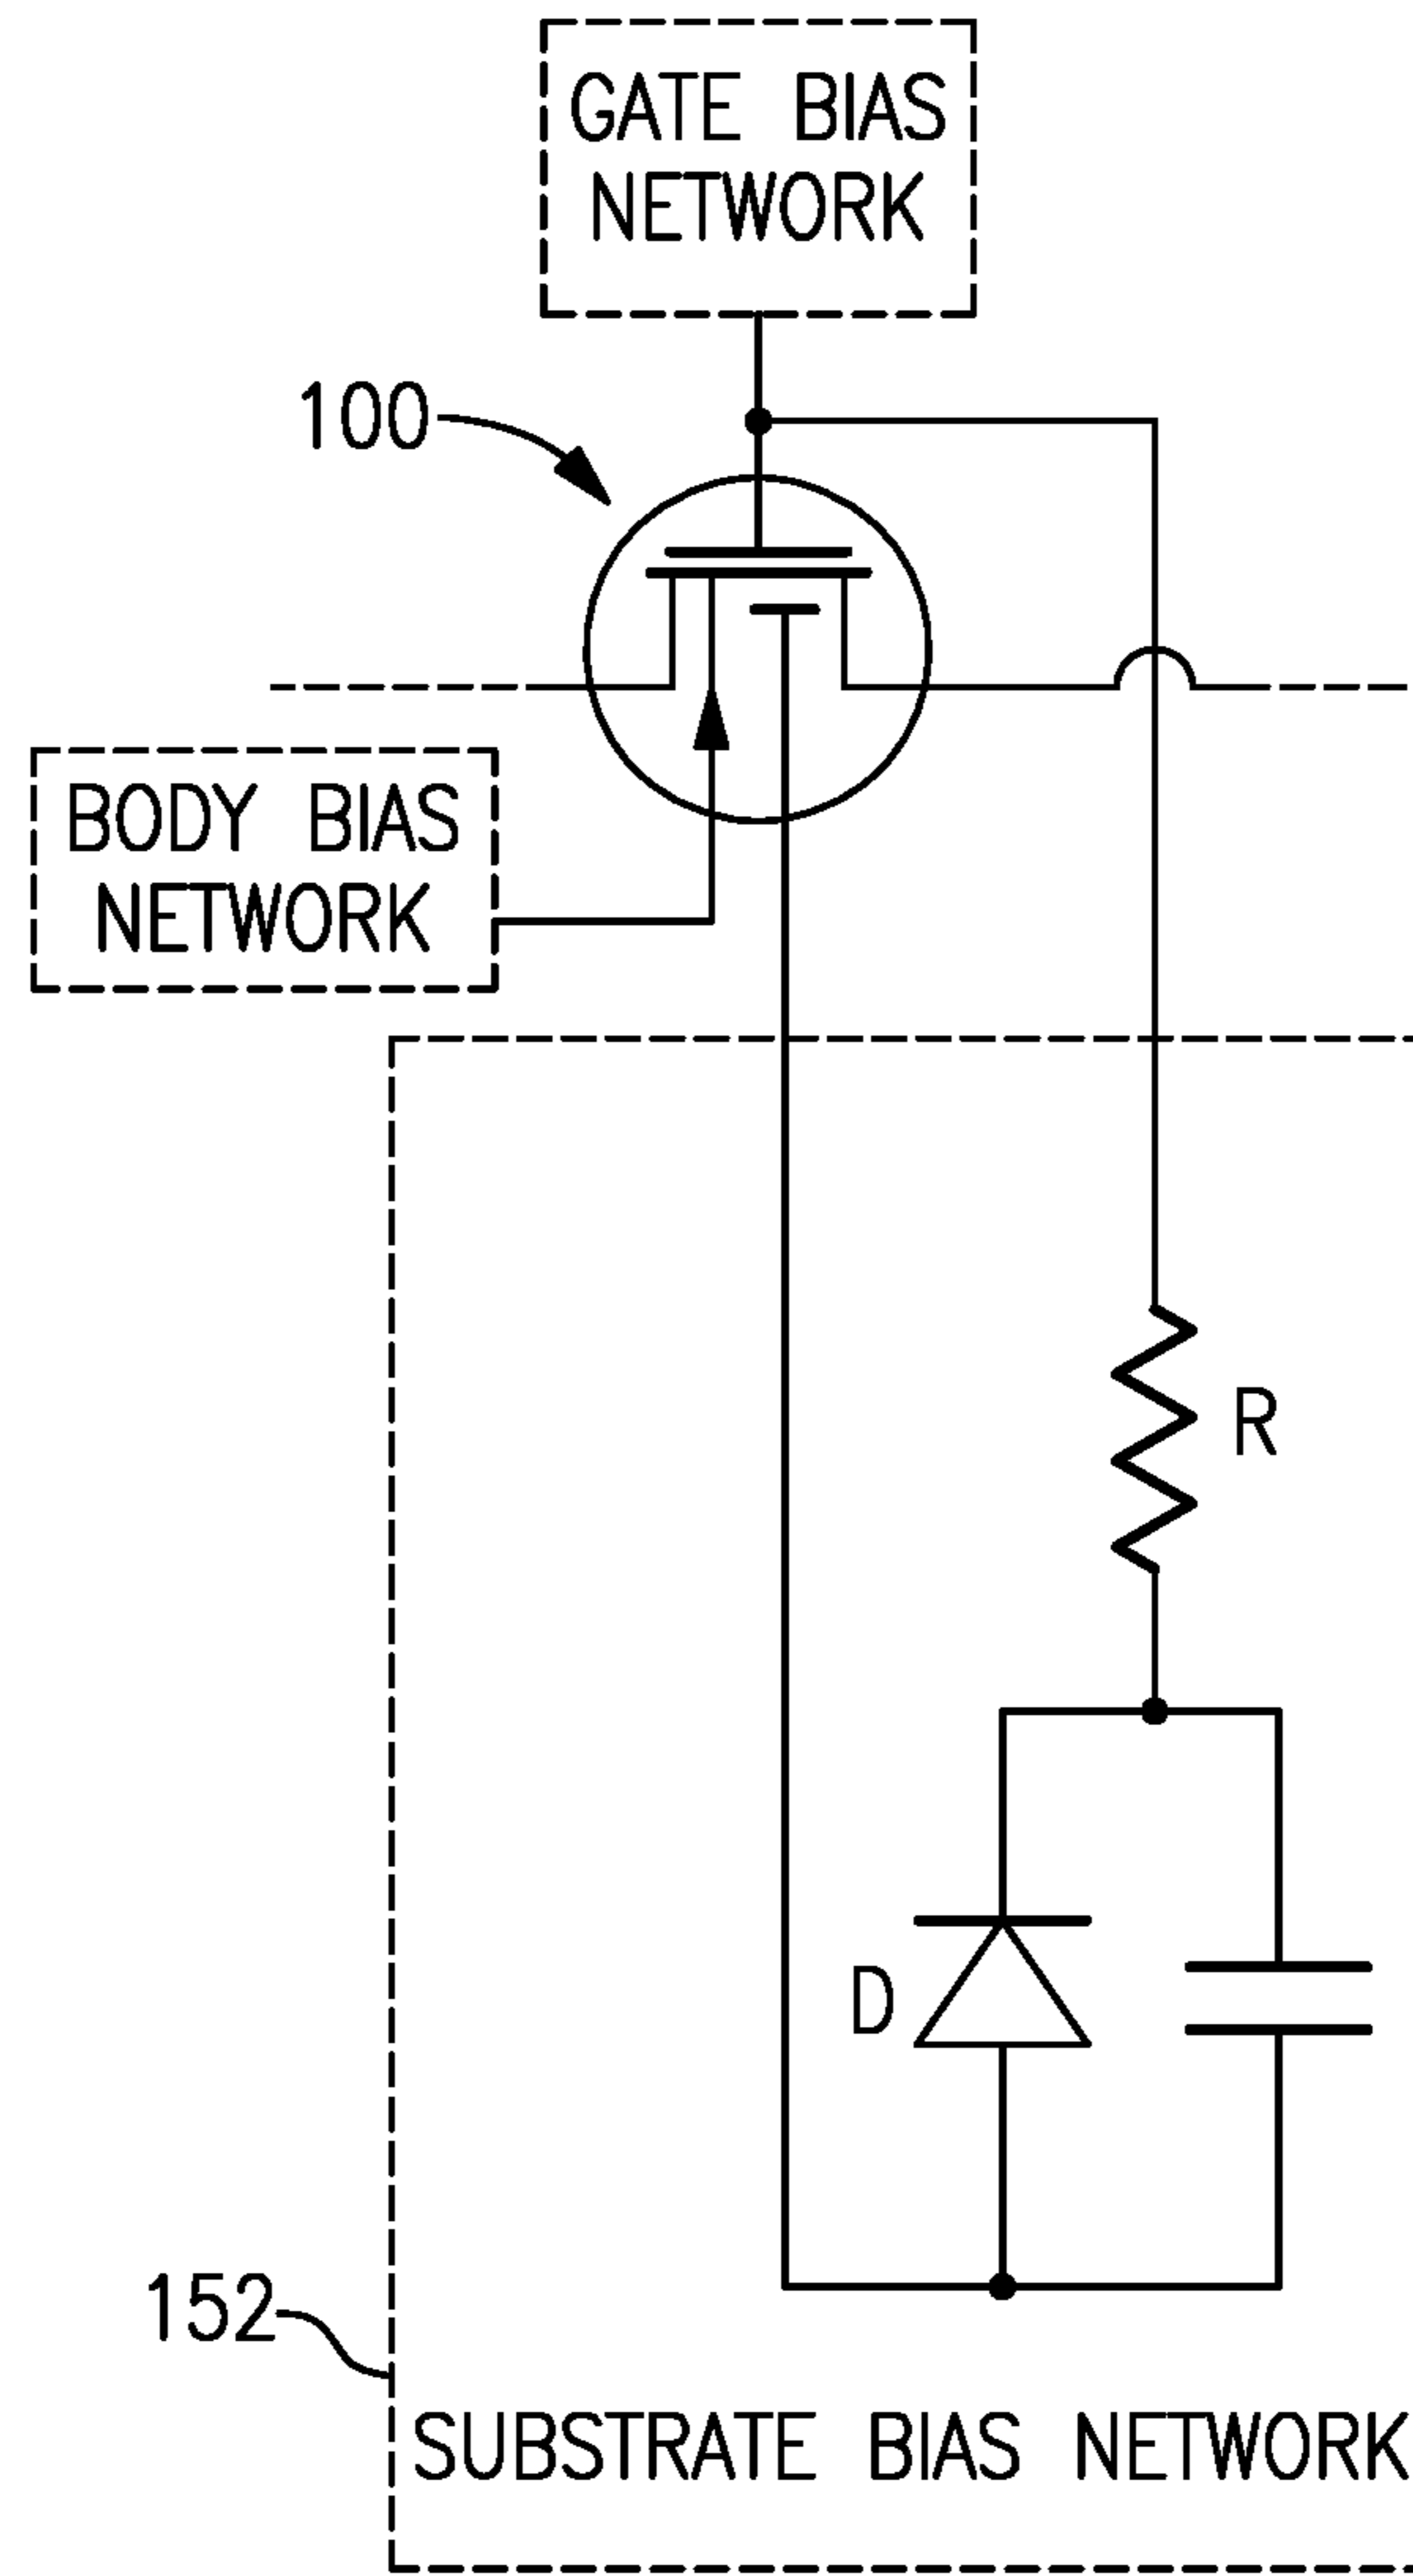 GATE BIAS
NETWORK
100
BODY BIAS
NETWORK
R
D
152
SUBSTRATE BIAS NETWORK